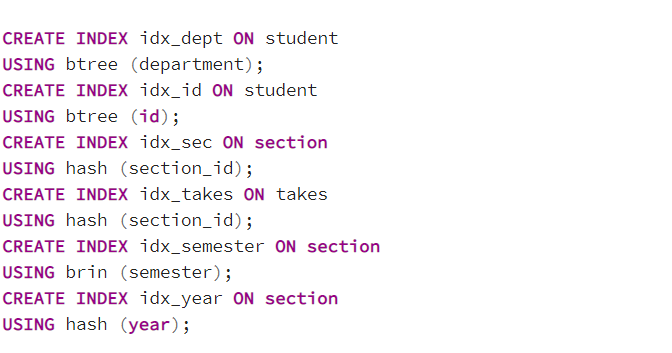 CREATE INDEX idx_dept ON student
USING btree (department);
CREATE INDEX idx_id ON student
USING btree (id);
CREATE INDEX idx_sec ON section
USING hash (section_id);
CREATE INDEX idx_takes ON takes
USING hash (section_id);
CREATE INDEX idx_semester ON section
USING brin (semester);
CREATE INDEX idx_year ON section
USING hash (year);